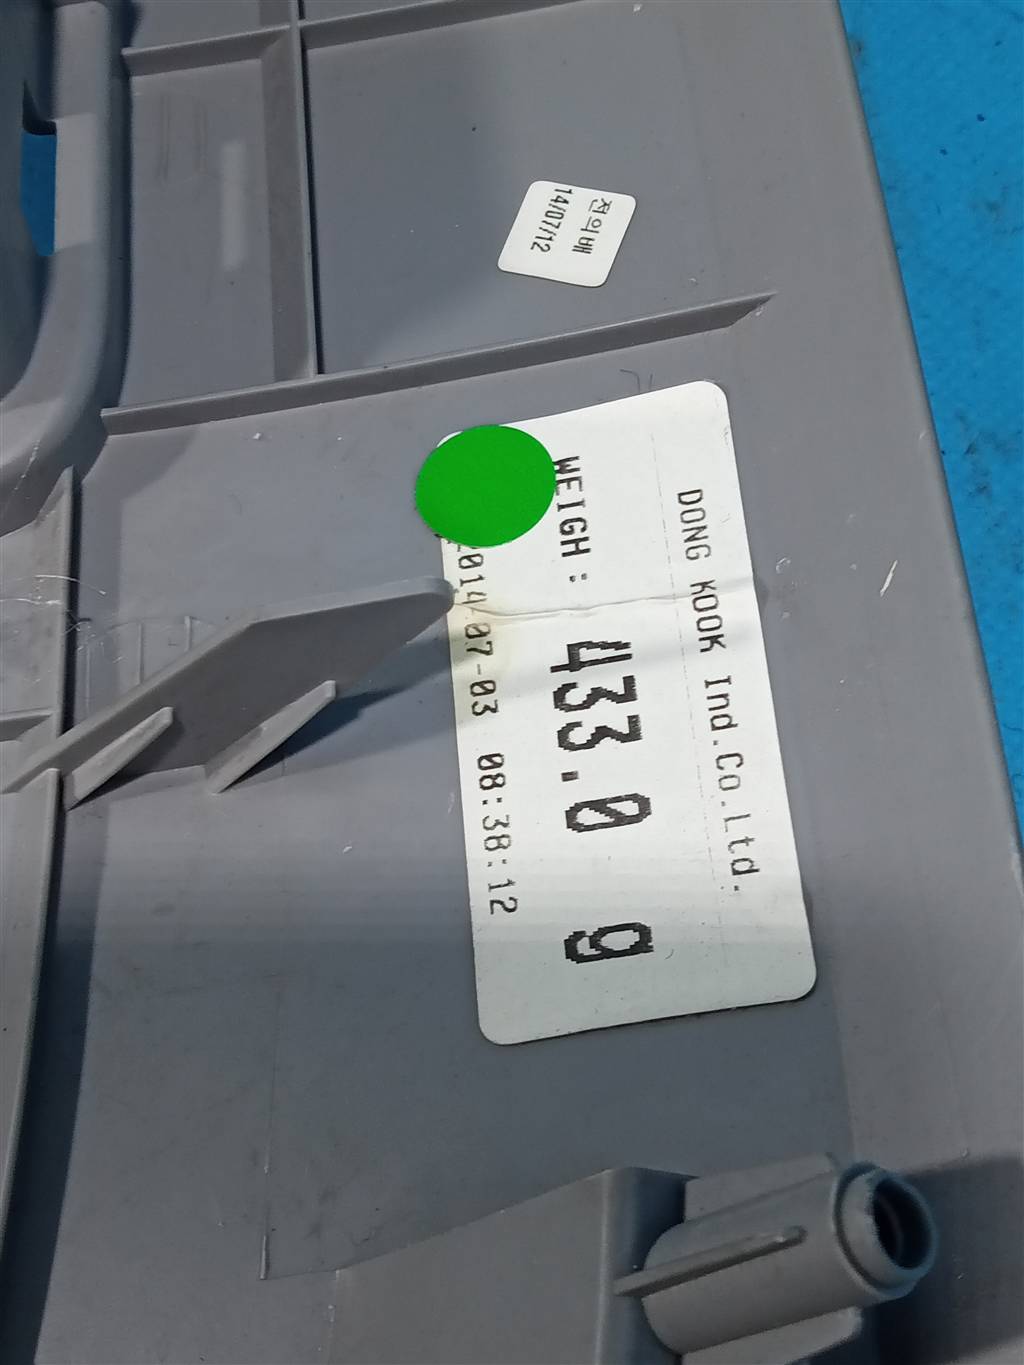 전의배
14/07/12
DONG KOOK Ind.Co.Ltd.
WEIGH: 433.0 g
2014-07-03 08:38:12